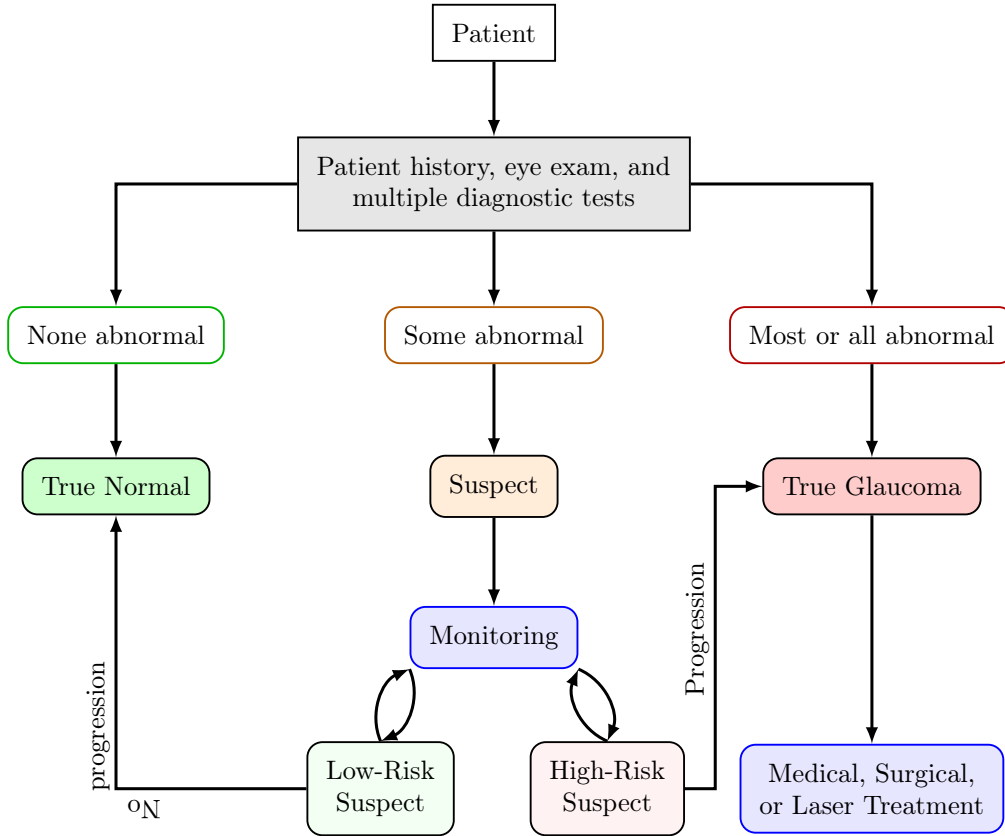 Patient
Patient history, eye exam, and
multiple diagnostic tests
None abnormal
Some abnormal
Most or all abnormal
True Normal
Suspect
True Glaucoma
Monitoring
Progression
No
progression
Low-Risk
Suspect
High-Risk
Suspect
Medical, Surgical,
or Laser Treatment